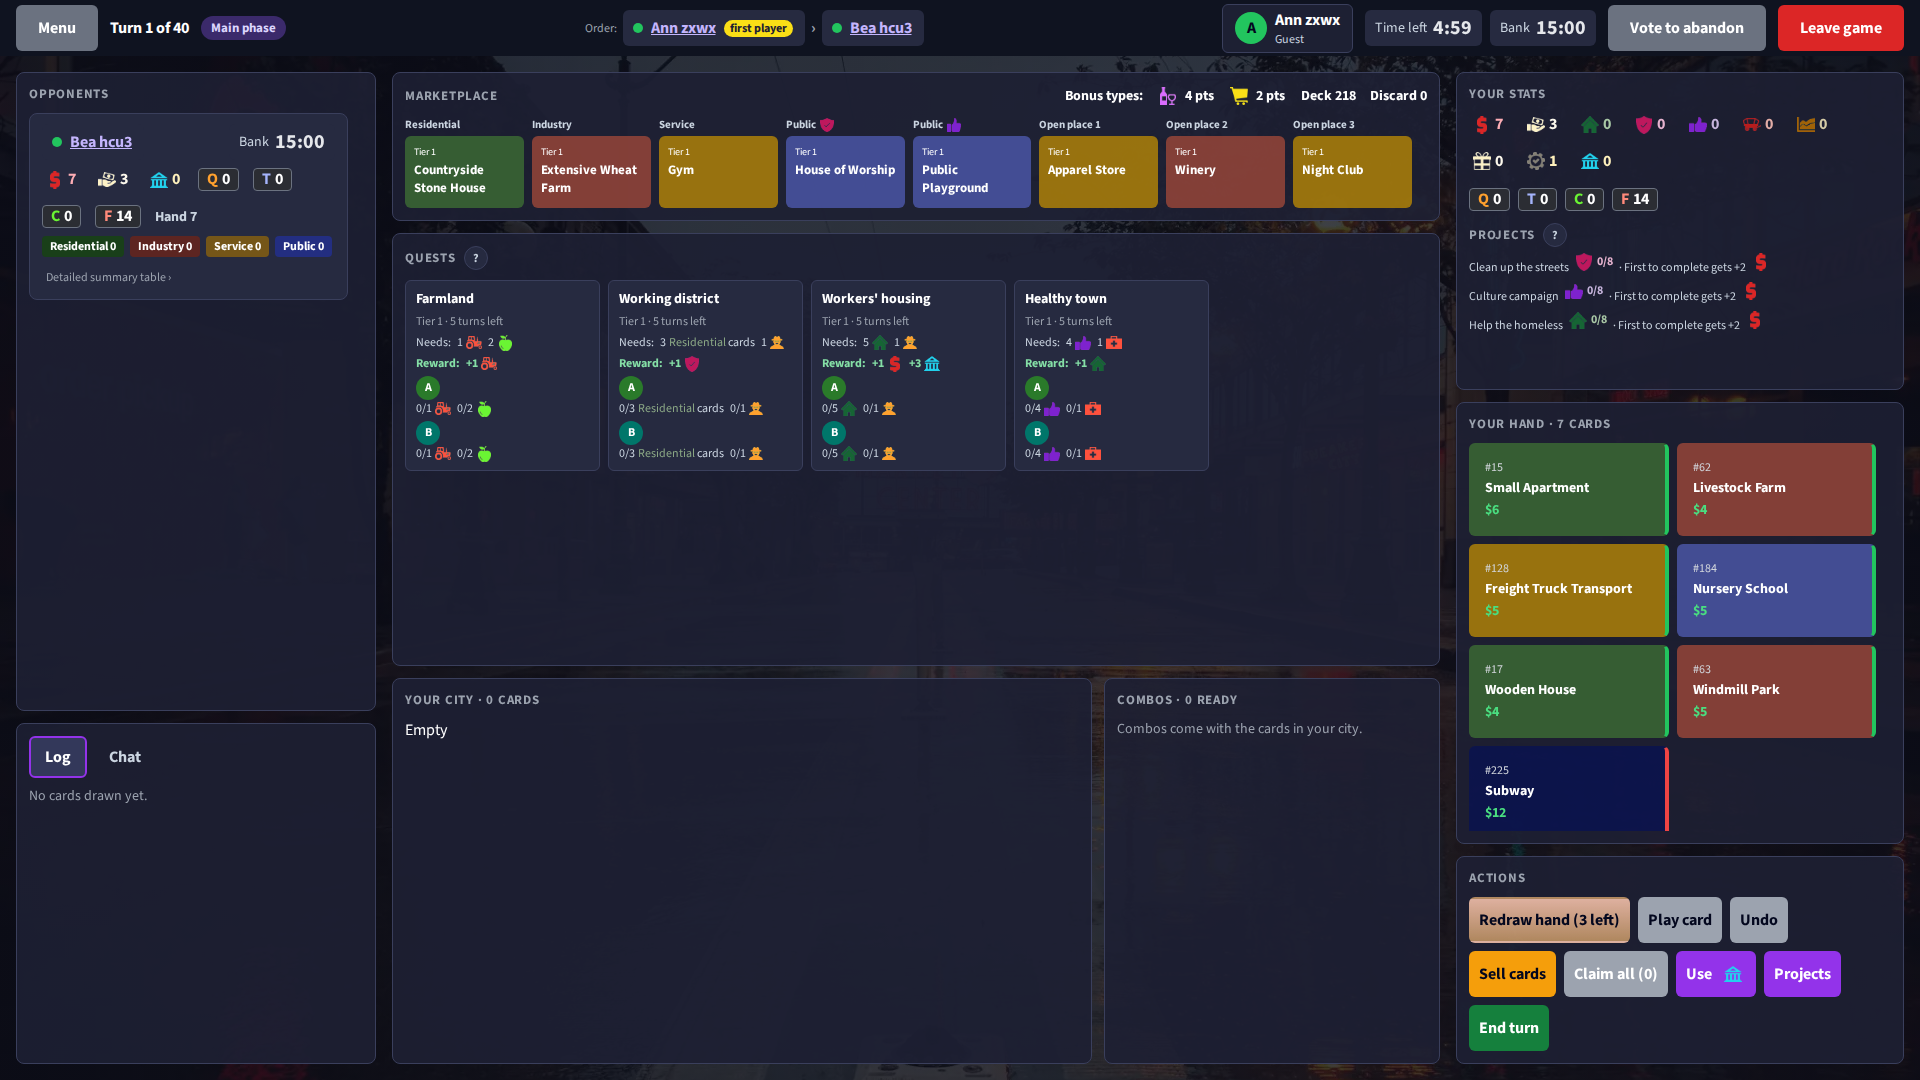 Menu
Turn 1 of 40
Main phase
Order:
Ann zxwx
first player
›
Bea hcu3
A
Ann zxwx
Guest
Time left 4:59
Bank 15:00
Vote to abandon
Leave game
OPPONENTS
Bea hcu3
Bank 15:00
7
3
0
Q 0
T 0
C 0
F 14
Hand 7
Residential 0
Industry 0
Service 0
Public 0
Detailed summary table ›
Log
Chat
No cards drawn yet.
MARKETPLACE
Bonus types:
4 pts
2 pts
Deck 218
Discard 0
Residential
Tier 1
Countryside
Stone House
Industry
Tier 1
Extensive Wheat
Farm
Service
Tier 1
Gym
Public
Tier 1
House of Worship
Public
Tier 1
Public
Playground
Open place 1
Tier 1
Apparel Store
Open place 2
Tier 1
Winery
Open place 3
Tier 1
Night Club
QUESTS ?
Farmland
Tier 1 · 5 turns left
Needs: 1 2
Reward: +1
A
0/1 0/2
B
0/1 0/2
Working district
Tier 1 · 5 turns left
Needs: 3 Residential cards 1
Reward: +1
A
0/3 Residential cards 0/1
B
0/3 Residential cards 0/1
Workers' housing
Tier 1 · 5 turns left
Needs: 5 1
Reward: +1 +3
A
0/5 0/1
B
0/5 0/1
Healthy town
Tier 1 · 5 turns left
Needs: 4 1
Reward: +1
A
0/4 0/1
B
0/4 0/1
YOUR CITY · 0 CARDS
Empty
COMBOS · 0 READY
Combos come with the cards in your city.
YOUR STATS
7
3
0
0
0
0
0
0
1
0
Q 0
T 0
C 0
F 14
PROJECTS ?
Clean up the streets 0/8 · First to complete gets +2
Culture campaign 0/8 · First to complete gets +2
Help the homeless 0/8 · First to complete gets +2
YOUR HAND · 7 CARDS
#15
Small Apartment
$6
#62
Livestock Farm
$4
#128
Freight Truck Transport
$5
#184
Nursery School
$5
#17
Wooden House
$4
#63
Windmill Park
$5
#225
Subway
$12
ACTIONS
Redraw hand (3 left)
Play card
Undo
Sell cards
Claim all (0)
Use
Projects
End turn